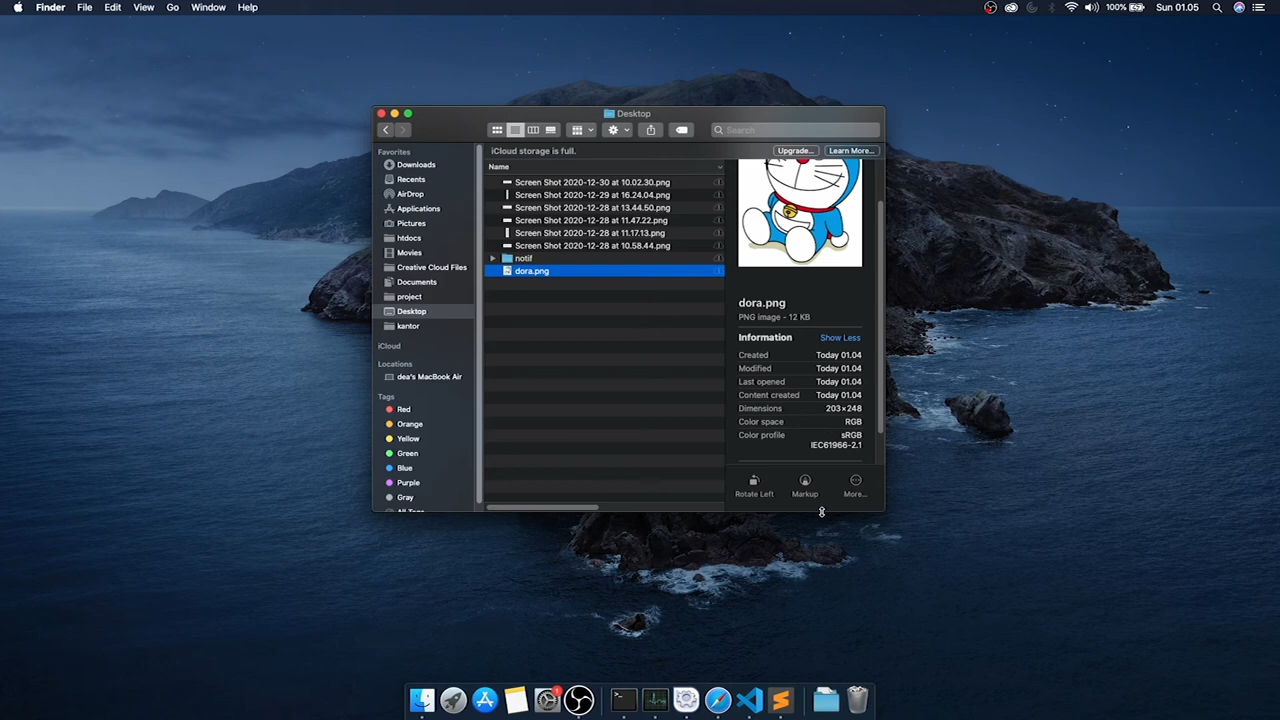 Finder File Edit View Go Window Help 100% Sun 01.05
Desktop
Search
iCloud storage is full. Upgrade... Learn More...
Favorites
Downloads
Recents
AirDrop
Applications
Pictures
htdocs
Movies
Creative Cloud Files
Documents
project
Desktop
kantor
iCloud
Locations
dea's MacBook Air
Tags
Red
Orange
Yellow
Green
Blue
Purple
Gray
All Tags
Name
Screen Shot 2020-12-30 at 10.02.30.png
Screen Shot 2020-12-29 at 16.24.04.png
Screen Shot 2020-12-28 at 13.44.50.png
Screen Shot 2020-12-28 at 11.47.22.png
Screen Shot 2020-12-28 at 11.17.13.png
Screen Shot 2020-12-28 at 10.58.44.png
notif
dora.png
dora.png
PNG image - 12 KB
Information Show Less
Created Today 01.04
Modified Today 01.04
Last opened Today 01.04
Content created Today 01.04
Dimensions 203×248
Color space RGB
Color profile sRGB
IEC61966-2.1
Rotate Left Markup More...